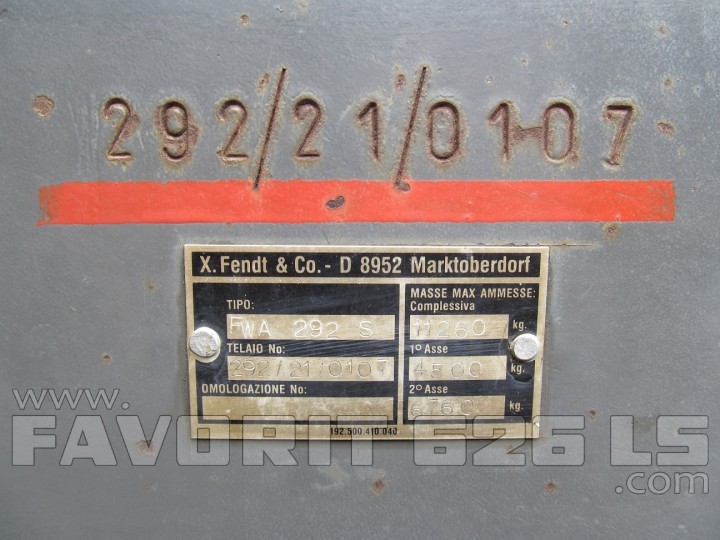 292/21/0107
X. Fendt & Co. - D 8952 Marktoberdorf
TIPO:
FWA 292 S
TELAIO No:
292/21/0107
OMOLOGAZIONE No:
MASSE MAX AMMESSE:
Complessiva
11260 kg.
1º Asse
4500 kg.
2º Asse
6760 kg.
192.500.410.040
www.
FAVORIT 626 LS
.com